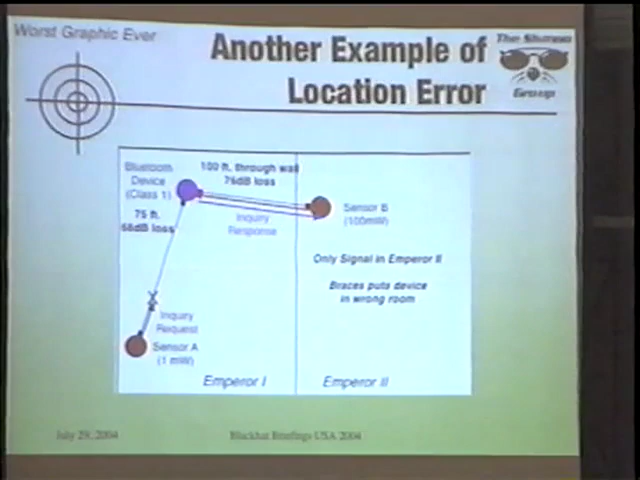 Worst Graphic Ever
Another Example of
Location Error
The Shmoo
Group
Bluetooth
Device
(Class 1)
100 ft. through wall
76dB loss
75 ft.
68dB loss
Inquiry
Response
Sensor B
(100mW)
Only Signal in Emperor II
Braces puts device
in wrong room
Inquiry
Request
Sensor A
(1 mW)
Emperor I
Emperor II
July 29, 2004
Blackhat Briefings USA 2004